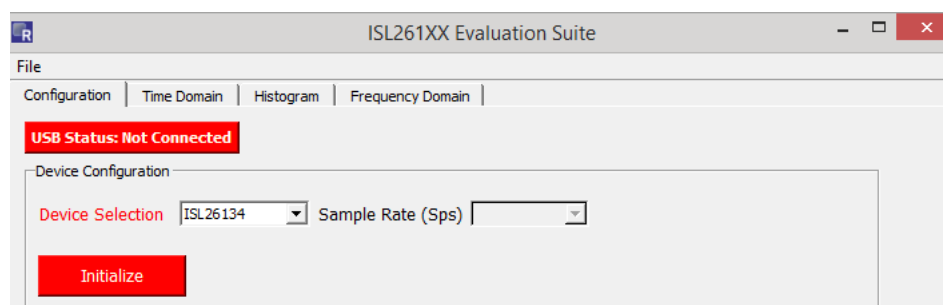 ISL261XX Evaluation Suite
File
Configuration Time Domain Histogram Frequency Domain
USB Status: Not Connected
Device Configuration
Device Selection ISL26134 Sample Rate (Sps)
Initialize